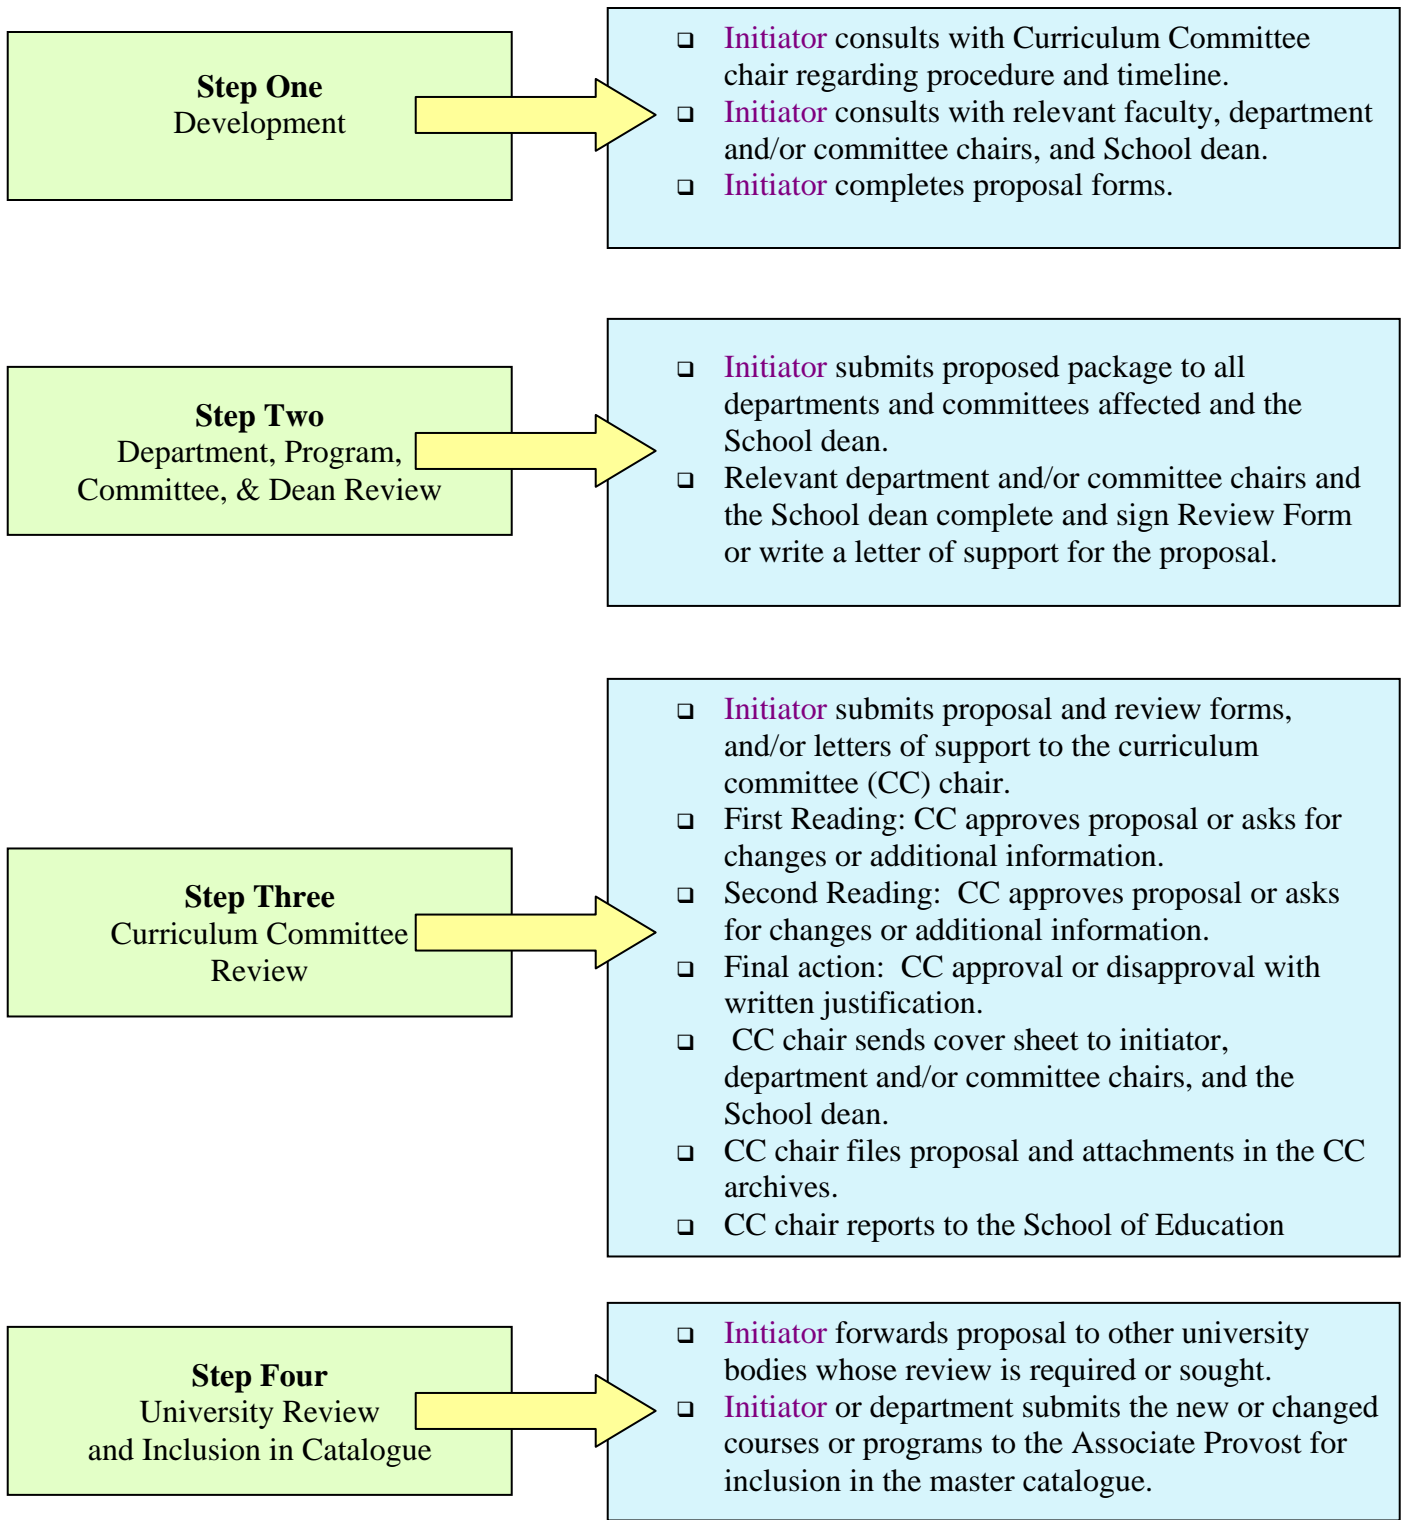 Step One
Development
❑ Initiator consults with Curriculum Committee
chair regarding procedure and timeline.
❑ Initiator consults with relevant faculty, department
and/or committee chairs, and School dean.
❑ Initiator completes proposal forms.
Step Two
Department, Program,
Committee, & Dean Review
❑ Initiator submits proposed package to all
departments and committees affected and the
School dean.
❑ Relevant department and/or committee chairs and
the School dean complete and sign Review Form
or write a letter of support for the proposal.
Step Three
Curriculum Committee
Review
❑ Initiator submits proposal and review forms,
and/or letters of support to the curriculum
committee (CC) chair.
❑ First Reading: CC approves proposal or asks for
changes or additional information.
❑ Second Reading:  CC approves proposal or asks
for changes or additional information.
❑ Final action:  CC approval or disapproval with
written justification.
❑ CC chair sends cover sheet to initiator,
department and/or committee chairs, and the
School dean.
❑ CC chair files proposal and attachments in the CC
archives.
❑ CC chair reports to the School of Education
Step Four
University Review
and Inclusion in Catalogue
❑ Initiator forwards proposal to other university
bodies whose review is required or sought.
❑ Initiator or department submits the new or changed
courses or programs to the Associate Provost for
inclusion in the master catalogue.